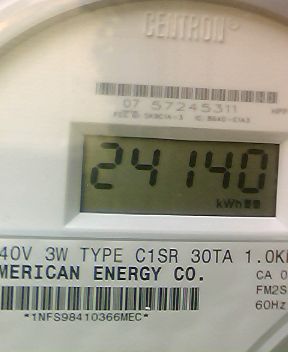 CENTRON®
07 57245311
24140
kWh
40V 3W TYPE C1SR 30TA 1.0K
MERICAN ENERGY CO.
CA 0
FM2S
60Hz
*1NFS98410366MEC*